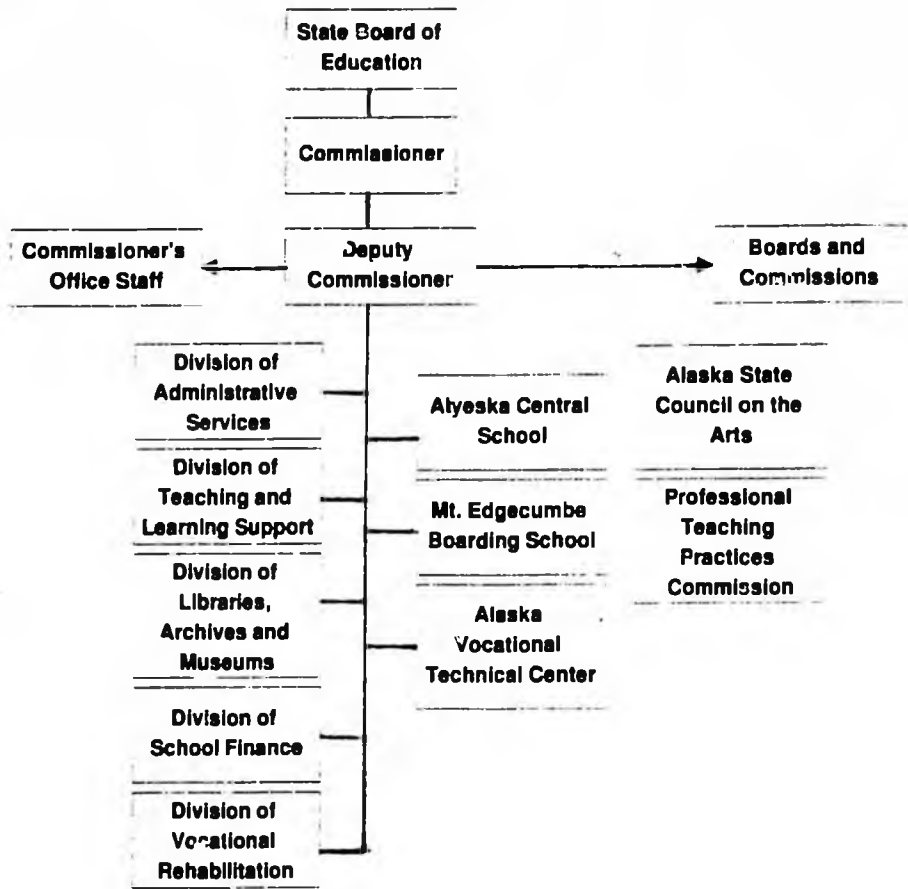 State Board of
Education
Commissioner
Commissioner's
Office Staff
Deputy
Commissioner
Boards and
Commissions
Division of
Administrative
Services
Division of
Teaching and
Learning Support
Division of
Libraries,
Archives and
Museums
Division of
School Finance
Division of
Vocational
Rehabilitation
Alyeska Central
School
Mt. Edgecumbe
Boarding School
Alaska
Vocational
Technical Center
Alaska State
Council on the
Arts
Professional
Teaching
Practices
Commission